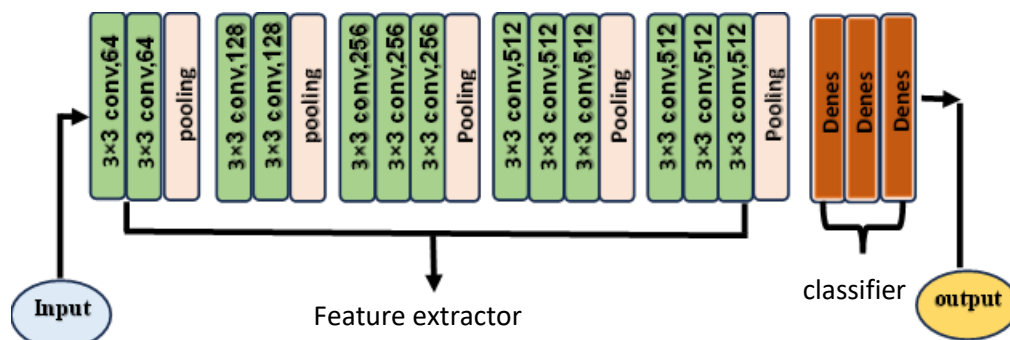 3×3 conv,64
3×3 conv,64
pooling
3×3 conv,128
3×3 conv,128
pooling
3×3 conv,256
3×3 conv,256
3×3 conv,256
Pooling
3×3 conv,512
3×3 conv,512
3×3 conv,512
Pooling
3×3 conv,512
3×3 conv,512
3×3 conv,512
Pooling
Denes
Denes
Denes
Input
Feature extractor
classifier
output